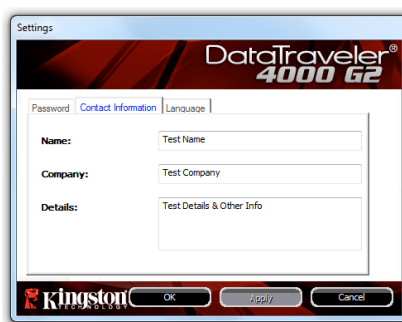 Settings
DataTraveler®
4000 G2
Password Contact Information Language
Name: Test Name
Company: Test Company
Details: Test Details & Other Info
Kingston
TECHNOLOGY
OK Apply Cancel